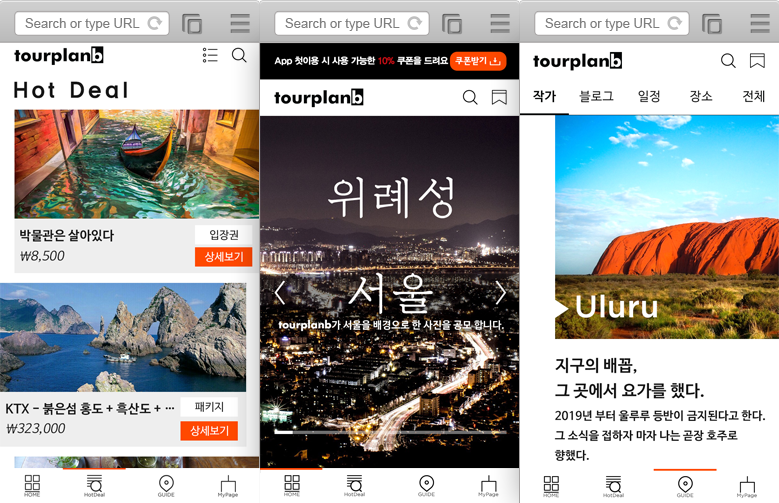 Search or type URL
tourplanb
Hot Deal
박물관은 살아있다
입장권
₩8,500
상세보기
KTX - 붉은섬 홍도 + 흑산도 + ···
패키지
₩323,000
상세보기
HOME
HotDeal
GUIDE
MyPage
Search or type URL
App 첫이용 시 사용 가능한 10% 쿠폰을 드려요
쿠폰받기
tourplanb
위례성
서울
tourplanb가 서울을 배경으로 한 사진을 공모 합니다.
HOME
HotDeal
GUIDE
MyPage
Search or type URL
tourplanb
작가 블로그 일정 장소 전체
Uluru
지구의 배꼽,
그 곳에서 요가를 했다.
2019년 부터 울루루 등반이 금지된다고 한다.
그 소식을 접하자 마자 나는 곧장 호주로
향했다.
HOME
HotDeal
GUIDE
MyPage